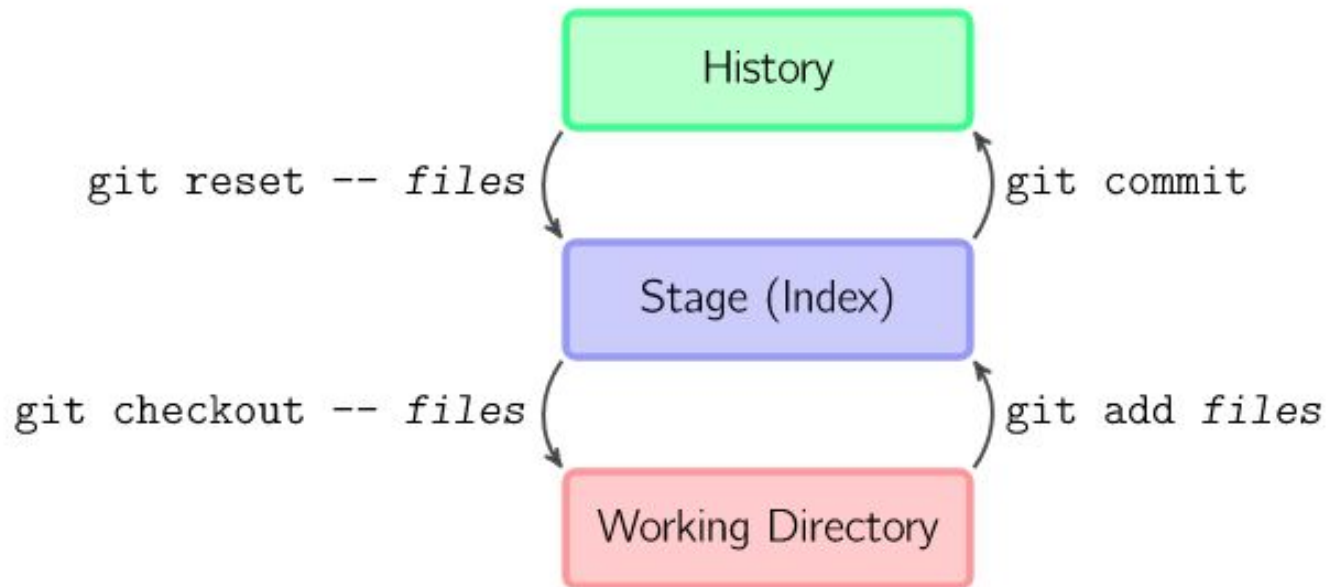 History
git reset -- files
git commit
Stage (Index)
git checkout -- files
git add files
Working Directory